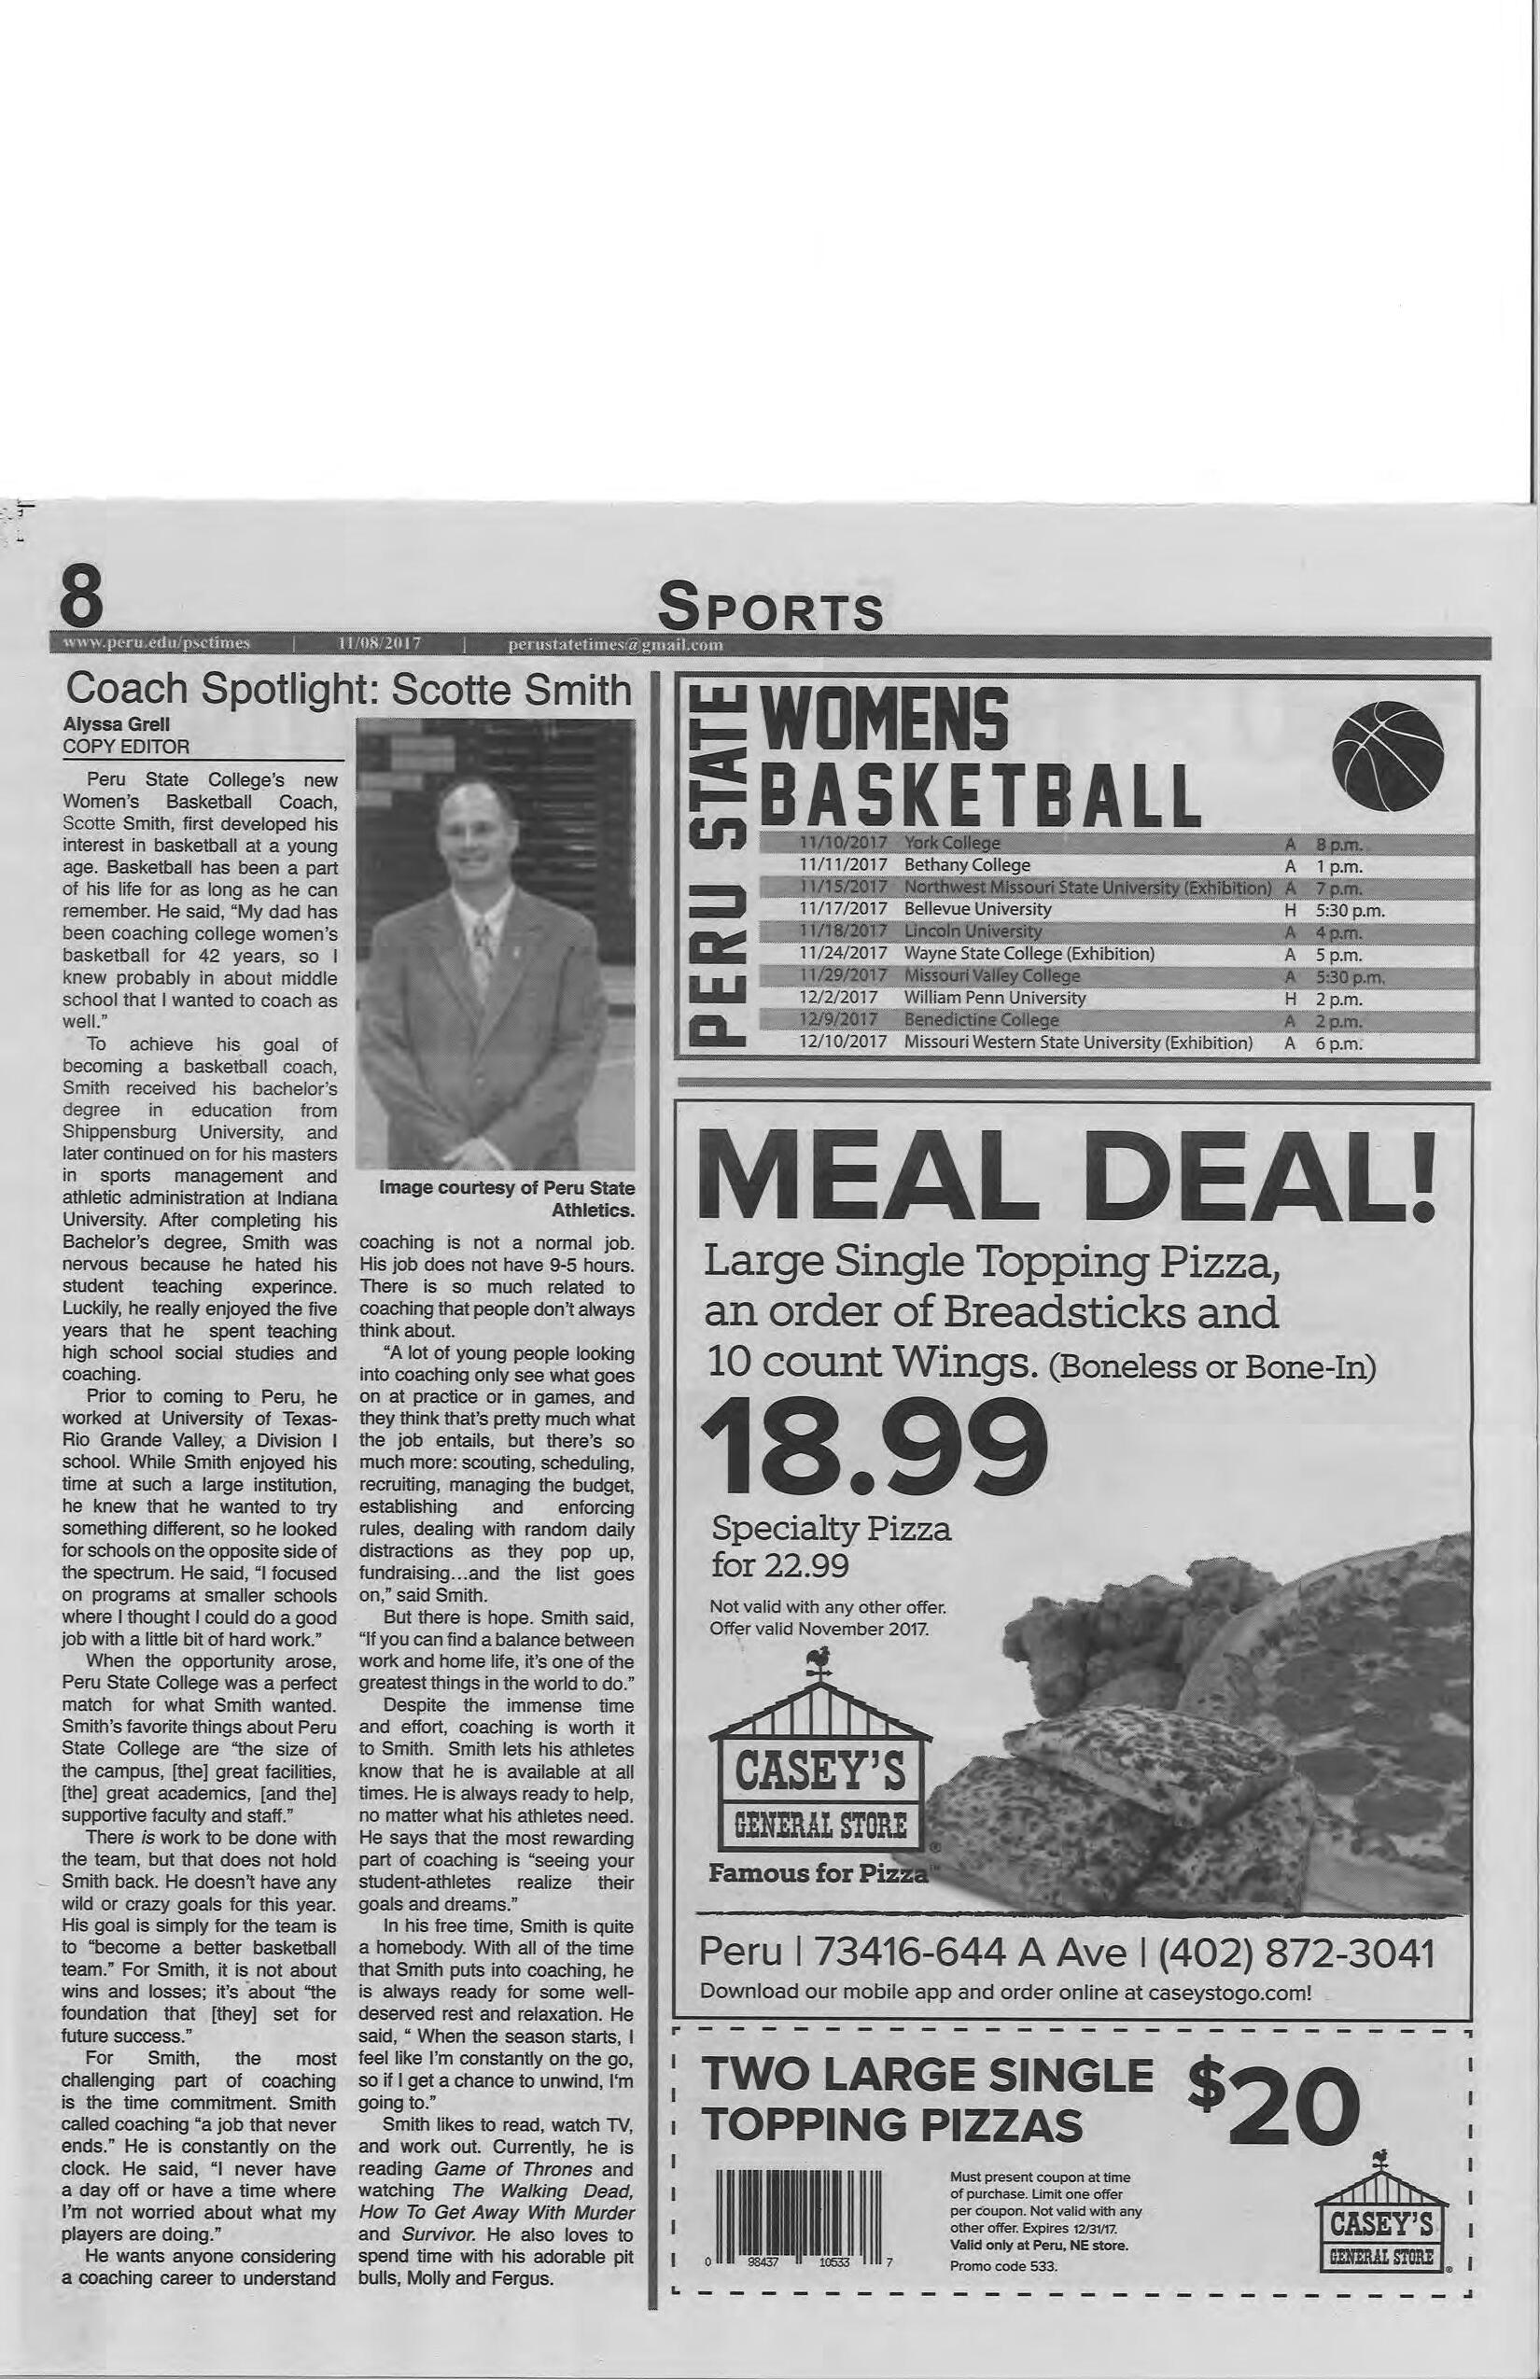 8
SPORTS
www.peru.edu/psctimes | 11/08/2017 | perustatetimes@gmail.com
Coach Spotlight: Scotte Smith
Alyssa Grell
COPY EDITOR
Peru State College's new
Women's Basketball Coach,
Scotte Smith, first developed his
interest in basketball at a young
age. Basketball has been a part
of his life for as long as he can
remember. He said, “My dad has
been coaching college women's
basketball for 42 years, so I
knew probably in about middle
school that I wanted to coach as
well.”
To achieve his goal of
becoming a basketball coach,
Smith received his bachelor's
degree in education from
Shippensburg University, and
later continued on for his masters
in sports management and
athletic administration at Indiana
University. After completing his
Bachelor's degree, Smith was
nervous because he hated his
student teaching experince.
Luckily, he really enjoyed the five
years that he spent teaching
high school social studies and
coaching.
Prior to coming to Peru, he
worked at University of Texas-
Rio Grande Valley, a Division I
school. While Smith enjoyed his
time at such a large institution,
he knew that he wanted to try
something different, so he looked
for schools on the opposite side of
the spectrum. He said, “I focused
on programs at smaller schools
where I thought I could do a good
job with a little bit of hard work.”
When the opportunity arose,
Peru State College was a perfect
match for what Smith wanted.
Smith's favorite things about Peru
State College are “the size of
the campus, [the] great facilities,
[the] great academics, [and the]
supportive faculty and staff.”
There is work to be done with
the team, but that does not hold
Smith back. He doesn't have any
wild or crazy goals for this year.
His goal is simply for the team is
to “become a better basketball
team.” For Smith, it is not about
wins and losses; it's about “the
foundation that [they] set for
future success.”
For Smith, the most
challenging part of coaching
is the time commitment. Smith
called coaching “a job that never
ends.” He is constantly on the
clock. He said, “I never have
a day off or have a time where
I'm not worried about what my
players are doing.”
He wants anyone considering
a coaching career to understand
Image courtesy of Peru State
Athletics.
coaching is not a normal job.
His job does not have 9-5 hours.
There is so much related to
coaching that people don't always
think about.
“A lot of young people looking
into coaching only see what goes
on at practice or in games, and
they think that's pretty much what
the job entails, but there's so
much more: scouting, scheduling,
recruiting, managing the budget,
establishing and enforcing
rules, dealing with random daily
distractions as they pop up,
fundraising...and the list goes
on,” said Smith.
But there is hope. Smith said,
“If you can find a balance between
work and home life, it's one of the
greatest things in the world to do.”
Despite the immense time
and effort, coaching is worth it
to Smith. Smith lets his athletes
know that he is available at all
times. He is always ready to help,
no matter what his athletes need.
He says that the most rewarding
part of coaching is “seeing your
student-athletes realize their
goals and dreams.”
In his free time, Smith is quite
a homebody. With all of the time
that Smith puts into coaching, he
is always ready for some well-
deserved rest and relaxation. He
said, “ When the season starts, I
feel like I'm constantly on the go,
so if I get a chance to unwind, I'm
going to.”
Smith likes to read, watch TV,
and work out. Currently, he is
reading Game of Thrones and
watching The Walking Dead,
How To Get Away With Murder
and Survivor. He also loves to
spend time with his adorable pit
bulls, Molly and Fergus.
PERU STATE
WOMENS
BASKETBALL
11/10/2017 York College A 8 p.m.
11/11/2017 Bethany College A 1 p.m.
11/15/2017 Northwest Missouri State University (Exhibition) A 7 p.m.
11/17/2017 Bellevue University H 5:30 p.m.
11/18/2017 Lincoln University A 4 p.m.
11/24/2017 Wayne State College (Exhibition) A 5 p.m.
11/29/2017 Missouri Valley College A 5:30 p.m.
12/2/2017 William Penn University H 2 p.m.
12/9/2017 Benedictine College A 2 p.m.
12/10/2017 Missouri Western State University (Exhibition) A 6 p.m.
MEAL DEAL!
Large Single Topping Pizza,
an order of Breadsticks and
10 count Wings. (Boneless or Bone-In)
18.99
Specialty Pizza
for 22.99
Not valid with any other offer.
Offer valid November 2017.
CASEY'S
GENERAL STORE®
Famous for Pizza™
Peru | 73416-644 A Ave | (402) 872-3041
Download our mobile app and order online at caseystogo.com!
TWO LARGE SINGLE
TOPPING PIZZAS
$20
0 98437 10533 7
Must present coupon at time
of purchase. Limit one offer
per coupon. Not valid with any
other offer. Expires 12/31/17.
Valid only at Peru, NE store.
Promo code 533.
CASEY'S
GENERAL STORE®